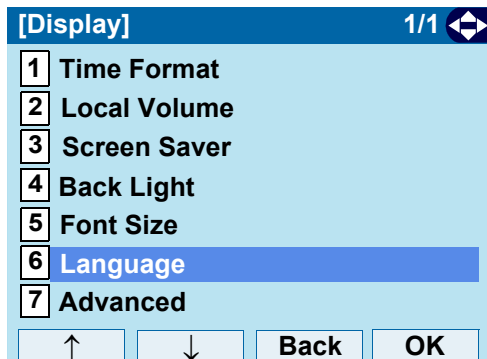 [Display] 1/1
1 Time Format
2 Local Volume
3 Screen Saver
4 Back Light
5 Font Size
6 Language
7 Advanced
↑ ↓ Back OK